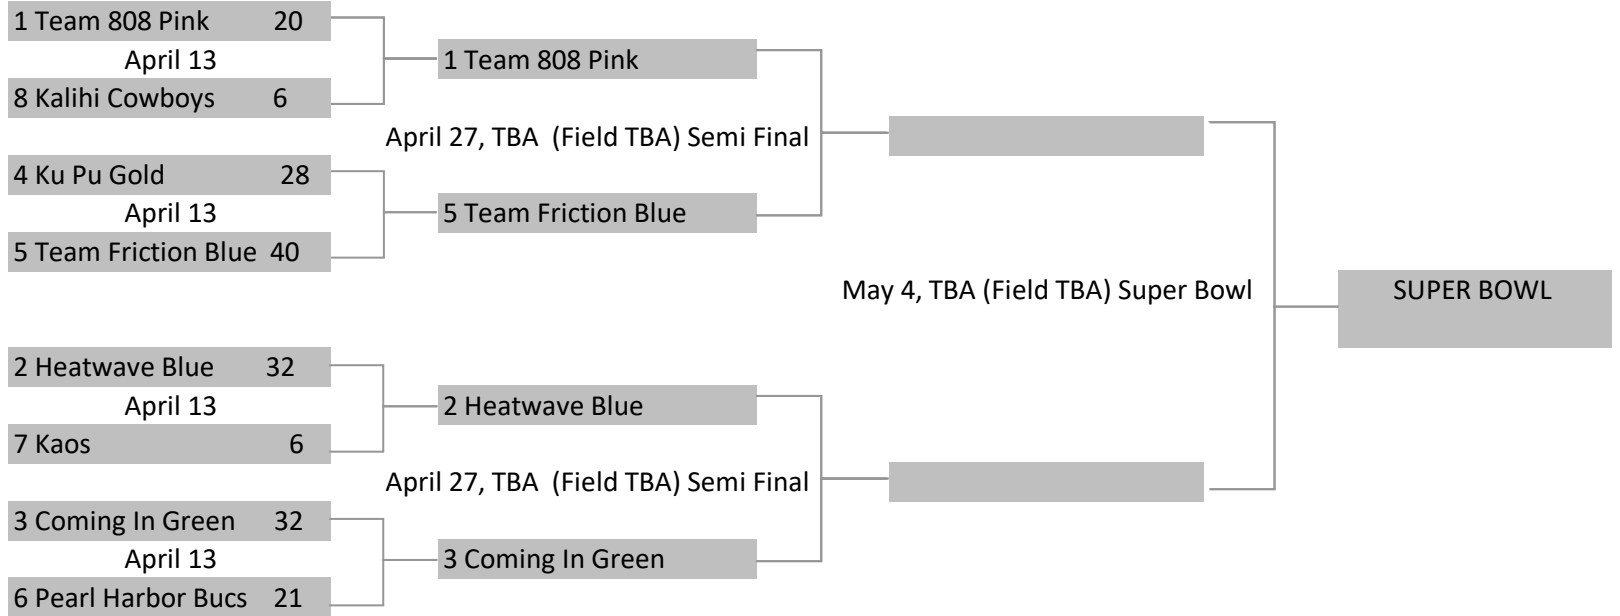 1 Team 808 Pink 20
April 13
8 Kalihi Cowboys 6
1 Team 808 Pink
April 27, TBA (Field TBA) Semi Final
4 Ku Pu Gold 28
April 13
5 Team Friction Blue 40
5 Team Friction Blue
May 4, TBA (Field TBA) Super Bowl
SUPER BOWL
2 Heatwave Blue 32
April 13
7 Kaos 6
2 Heatwave Blue
April 27, TBA (Field TBA) Semi Final
3 Coming In Green 32
April 13
6 Pearl Harbor Bucs 21
3 Coming In Green